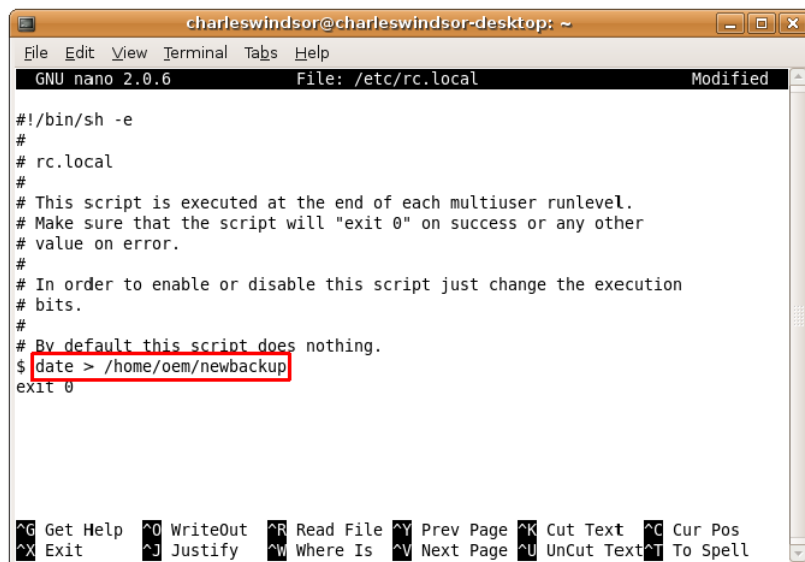 charleswindsor@charleswindsor-desktop: ~
File Edit View Terminal Tabs Help
GNU nano 2.0.6 File: /etc/rc.local Modified
#!/bin/sh -e
#
# rc.local
#
# This script is executed at the end of each multiuser runlevel.
# Make sure that the script will "exit 0" on success or any other
# value on error.
#
# In order to enable or disable this script just change the execution
# bits.
#
# By default this script does nothing.
$ date > /home/oem/newbackup
exit 0
^G Get Help ^O WriteOut ^R Read File ^Y Prev Page ^K Cut Text ^C Cur Pos
^X Exit ^J Justify ^W Where Is ^V Next Page ^U UnCut Text ^T To Spell